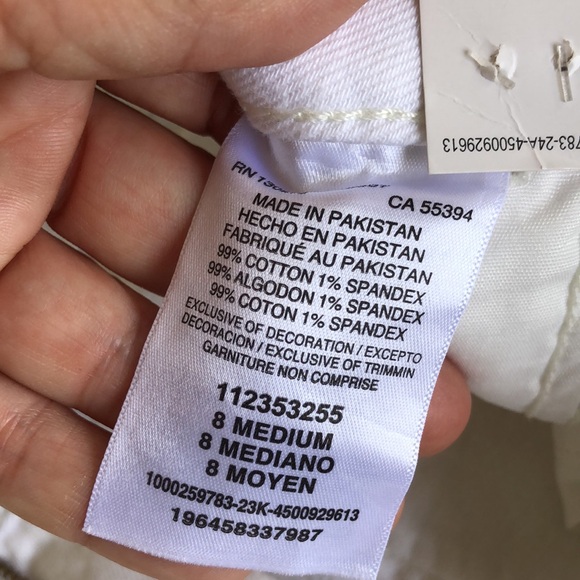 783-24A-4500929613
RN CA 55394
MADE IN PAKISTAN
HECHO EN PAKISTAN
FABRIQUÉ AU PAKISTAN
99% COTTON 1% SPANDEX
99% ALGODON 1% SPANDEX
99% COTON 1% SPANDEX
EXCLUSIVE OF DECORATION / EXCEPTO
DECORACION / EXCLUSIVE OF TRIMMIN
GARNITURE NON COMPRISE
112353255
8 MEDIUM
8 MEDIANO
8 MOYEN
1000259783-23K-4500929613
196458337987